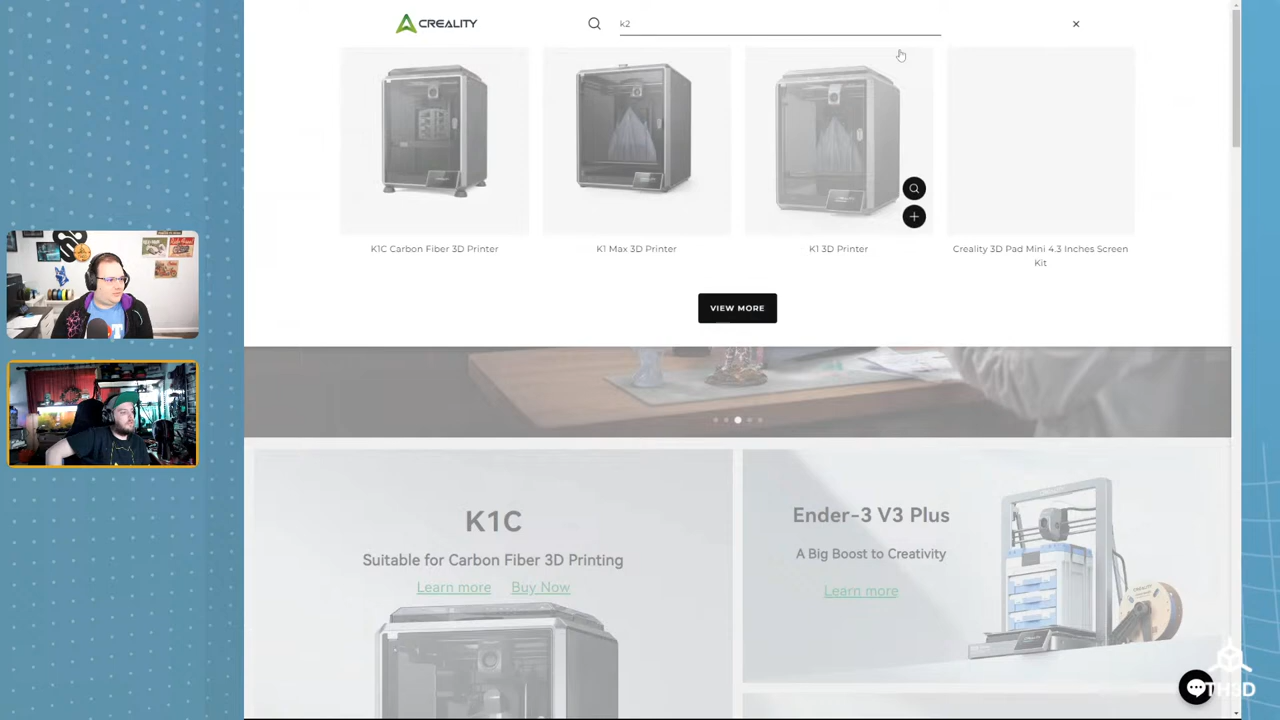 CREALITY
k2
K1C Carbon Fiber 3D Printer
K1 Max 3D Printer
K1 3D Printer
Creality 3D Pad Mini 4.3 Inches Screen
Kit
VIEW MORE
K1C
Suitable for Carbon Fiber 3D Printing
Learn more Buy Now
Ender-3 V3 Plus
A Big Boost to Creativity
Learn more
TH3D